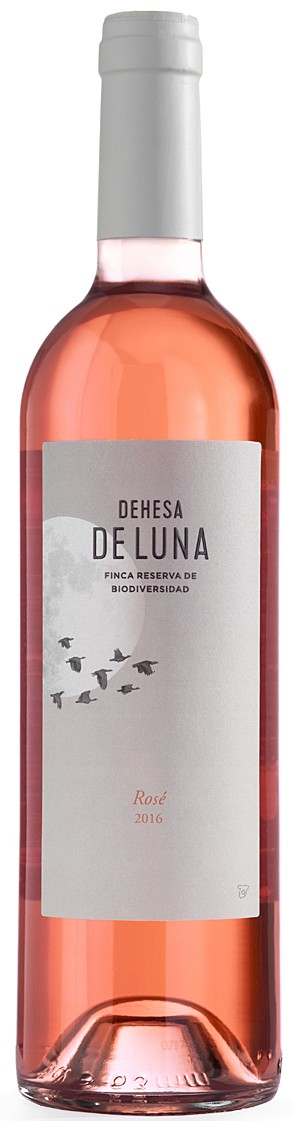 DEHESA
DE LUNA
FINCA RESERVA DE
BIODIVERSIDAD
Rosé
2016